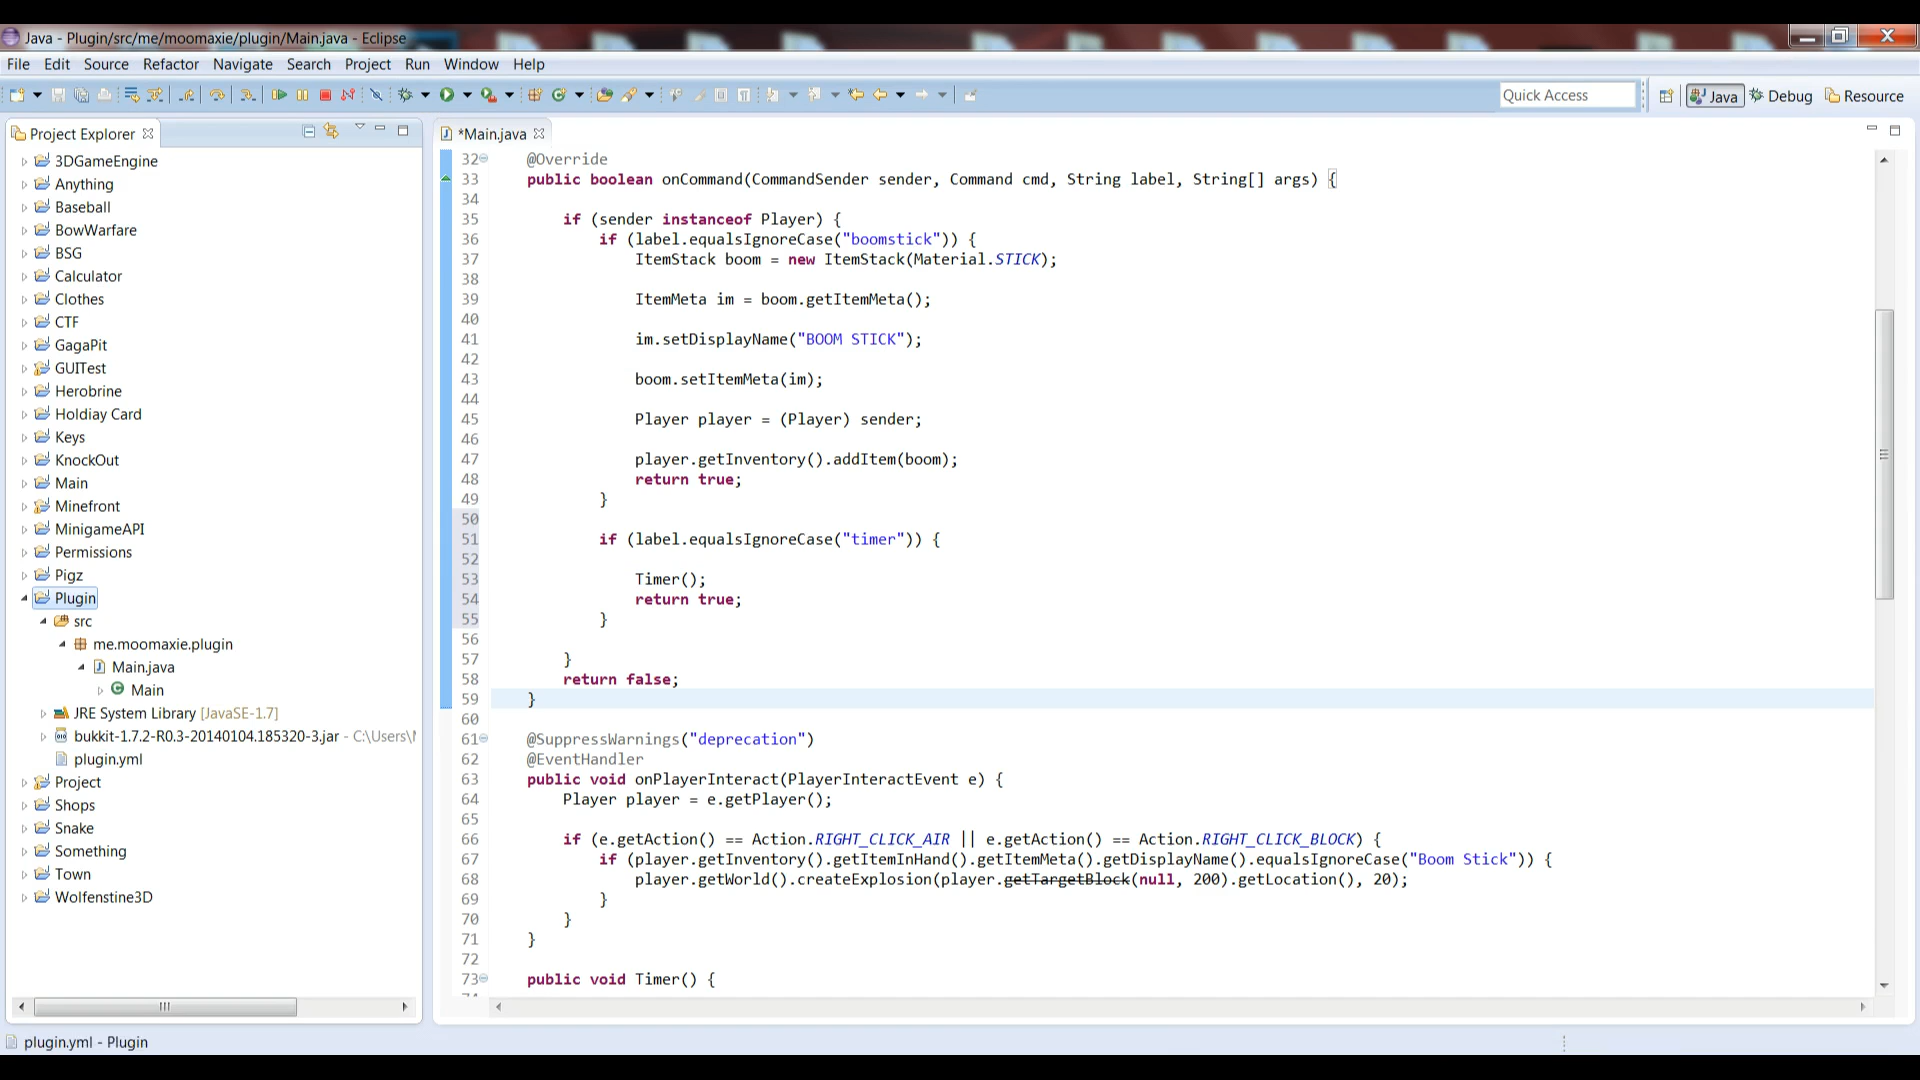 Java - Plugin/src/me/moomaxie/plugin/Main.java - Eclipse
File Edit Source Refactor Navigate Search Project Run Window Help
Quick Access Java Debug Resource
Project Explorer
3DGameEngine
Anything
Baseball
BowWarfare
BSG
Calculator
Clothes
CTF
GagaPit
GUITest
Herobrine
Holdiay Card
Keys
KnockOut
Main
Minefront
MinigameAPI
Permissions
Pigz
Plugin
src
me.moomaxie.plugin
Main.java
Main
JRE System Library [JavaSE-1.7]
bukkit-1.7.2-R0.3-20140104.185320-3.jar - C:\Users\
plugin.yml
Project
Shops
Snake
Something
Town
Wolfenstine3D
*Main.java
32 @Override
33 public boolean onCommand(CommandSender sender, Command cmd, String label, String[] args) {
34
35 if (sender instanceof Player) {
36 if (label.equalsIgnoreCase("boomstick")) {
37 ItemStack boom = new ItemStack(Material.STICK);
38
39 ItemMeta im = boom.getItemMeta();
40
41 im.setDisplayName("BOOM STICK");
42
43 boom.setItemMeta(im);
44
45 Player player = (Player) sender;
46
47 player.getInventory().addItem(boom);
48 return true;
49 }
50
51 if (label.equalsIgnoreCase("timer")) {
52
53 Timer();
54 return true;
55 }
56
57 }
58 return false;
59 }
60
61 @SuppressWarnings("deprecation")
62 @EventHandler
63 public void onPlayerInteract(PlayerInteractEvent e) {
64 Player player = e.getPlayer();
65
66 if (e.getAction() == Action.RIGHT_CLICK_AIR || e.getAction() == Action.RIGHT_CLICK_BLOCK) {
67 if (player.getInventory().getItemInHand().getItemMeta().getDisplayName().equalsIgnoreCase("Boom Stick")) {
68 player.getWorld().createExplosion(player.getTargetBlock(null, 200).getLocation(), 20);
69 }
70 }
71 }
72
73 public void Timer() {
plugin.yml - Plugin